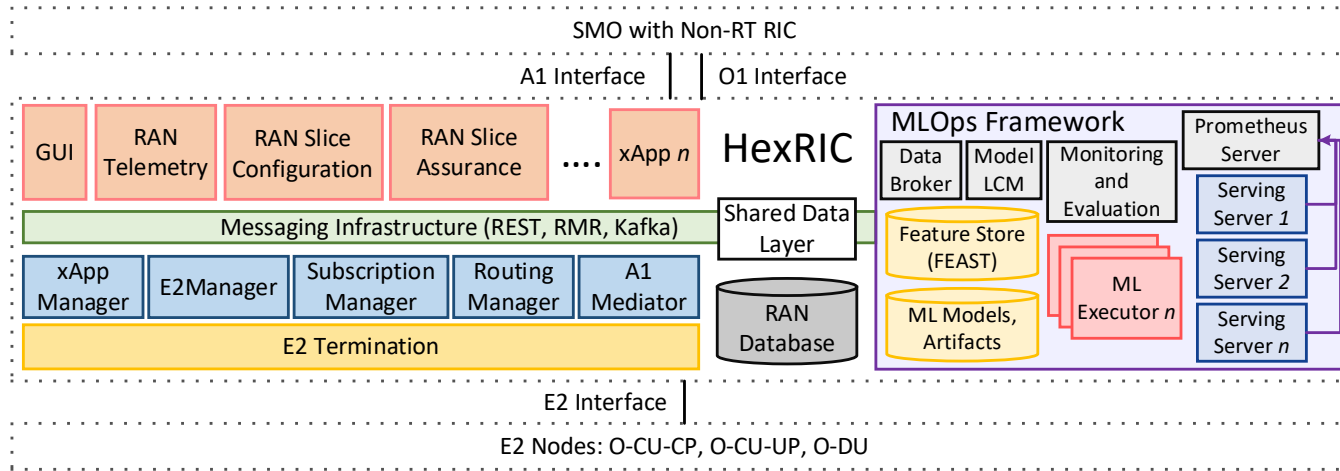 SMO with Non-RT RIC
A1 Interface
O1 Interface
GUI
RAN
Telemetry
RAN Slice
Configuration
RAN Slice
Assurance
....
xApp n
HexRIC
MLOps Framework
Data
Broker
Model
LCM
Monitoring
and
Evaluation
Prometheus
Server
Serving
Server 1
Serving
Server 2
Serving
Server n
Messaging Infrastructure (REST, RMR, Kafka)
Shared Data
Layer
Feature Store
(FEAST)
ML Models,
Artifacts
ML
Executor n
xApp
Manager
E2Manager
Subscription
Manager
Routing
Manager
A1
Mediator
RAN
Database
E2 Termination
E2 Interface
E2 Nodes: O-CU-CP, O-CU-UP, O-DU